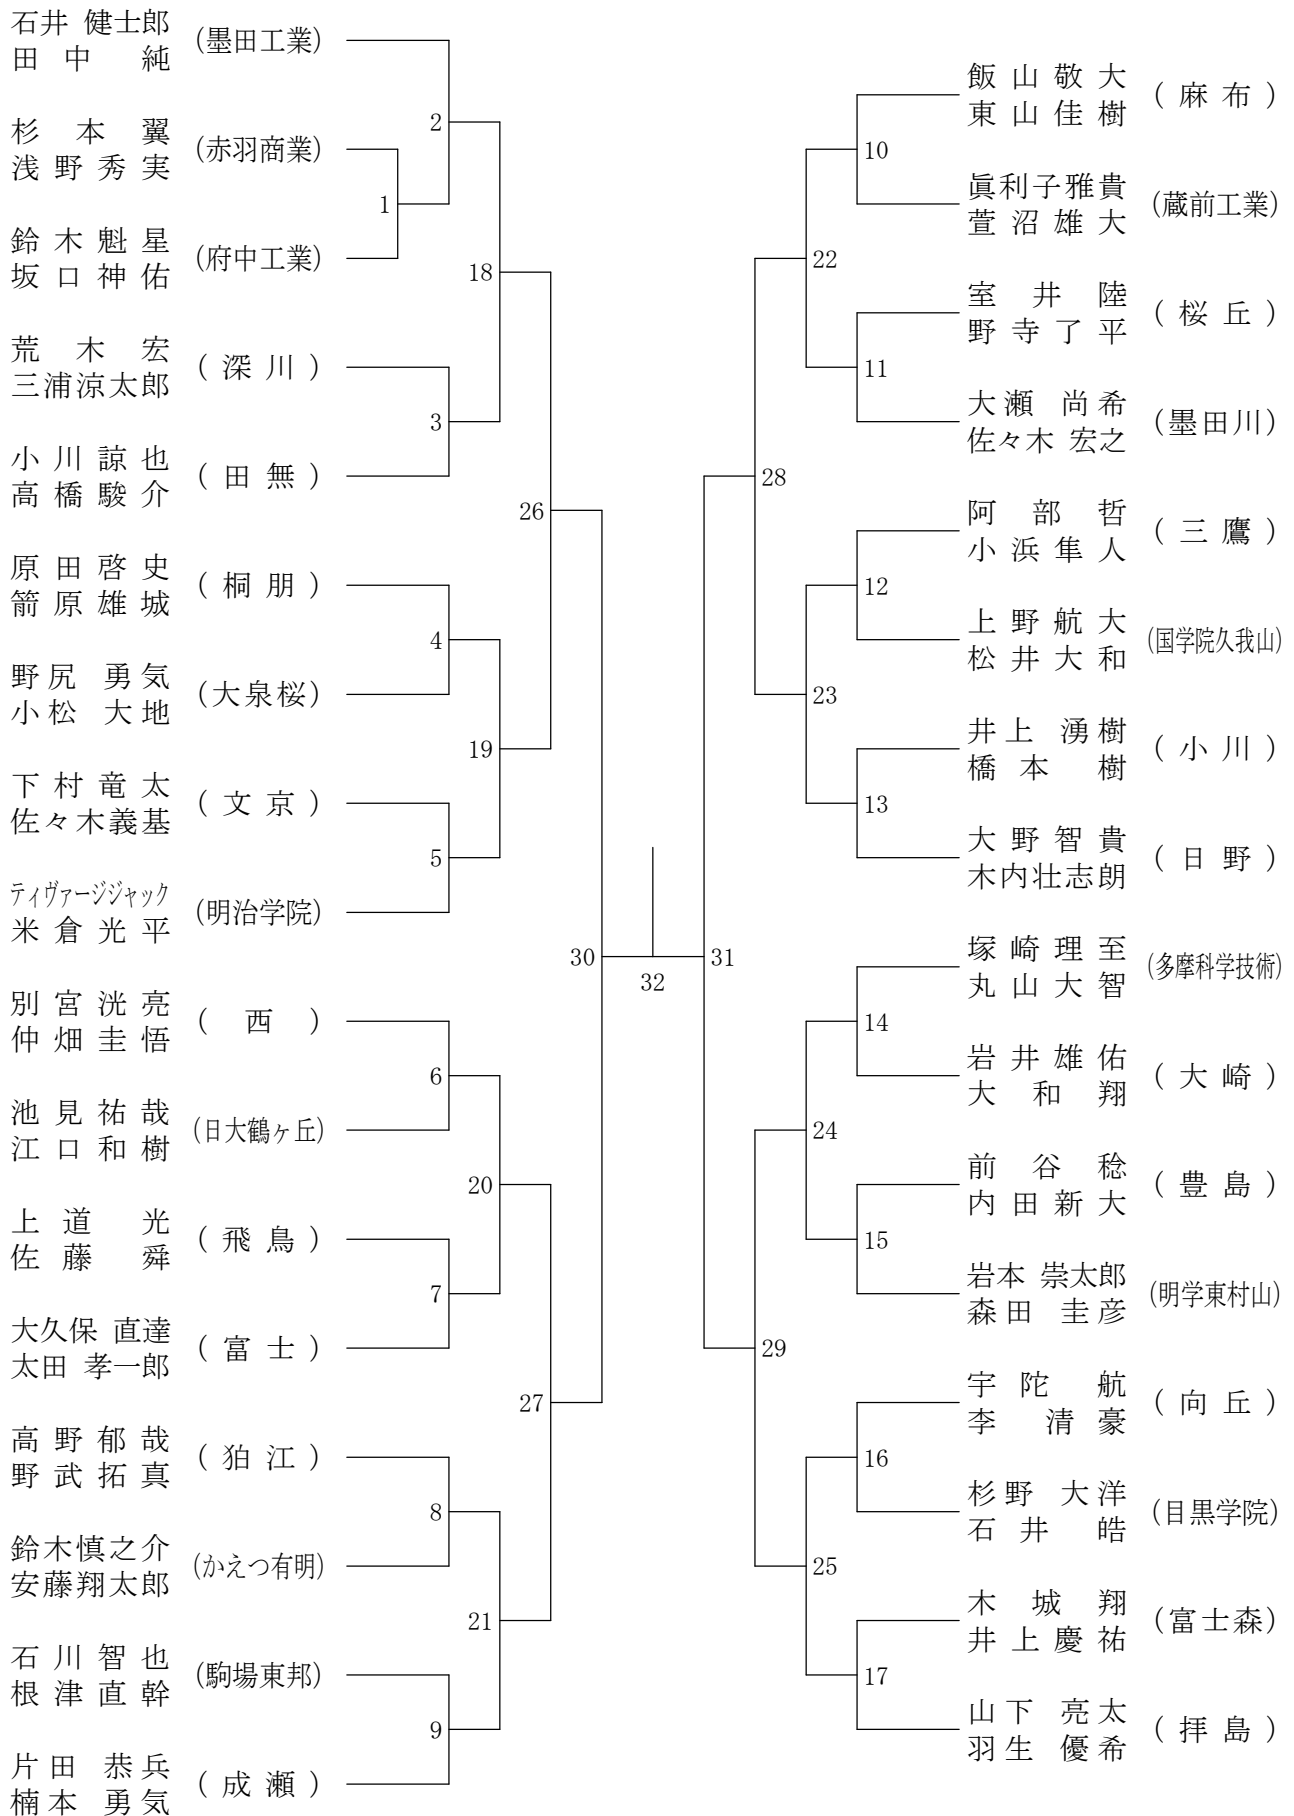 石井 健士郎
田中 純
(墨田工業)
杉本翼
浅野秀実
(赤羽商業)
鈴木魁星
坂口神佑
(府中工業)
荒木宏
三浦涼太郎
(深川)
小川諒也
高橋駿介
(田無)
原田啓史
箭原雄城
(桐朋)
野尻 勇気
小松 大地
(大泉桜)
下村竜太
佐々木義基
(文京)
ティヴァージジャック
米倉光平
(明治学院)
別宮洸亮
仲畑圭悟
(西)
池見祐哉
江口和樹
(日大鶴ヶ丘)
上道 光
佐藤 舜
(飛鳥)
大久保 直達
太田 孝一郎
(富士)
高野郁哉
野武拓真
(狛江)
鈴木慎之介
安藤翔太郎
(かえつ有明)
石川智也
根津直幹
(駒場東邦)
片田 恭兵
楠本 勇気
(成瀬)
1
2
3
4
5
6
7
8
9
18
19
20
21
26
27
30
32
31
28
29
22
23
24
25
10
11
12
13
14
15
16
17
飯山敬大
東山佳樹
(麻布)
眞利子雅貴
萱沼雄大
(蔵前工業)
室井陸
野寺了平
(桜丘)
大瀬 尚希
佐々木 宏之
(墨田川)
阿部哲
小浜隼人
(三鷹)
上野航大
松井大和
(国学院久我山)
井上 湧樹
橋本 樹
(小川)
大野智貴
木内壮志朗
(日野)
塚崎理至
丸山大智
(多摩科学技術)
岩井雄佑
大和翔
(大崎)
前谷稔
内田新大
(豊島)
岩本 崇太郎
森田 圭彦
(明学東村山)
宇陀 航
李 清豪
(向丘)
杉野 大洋
石井 皓
(目黒学院)
木城翔
井上慶祐
(富士森)
山下 亮太
羽生 優希
(拝島)